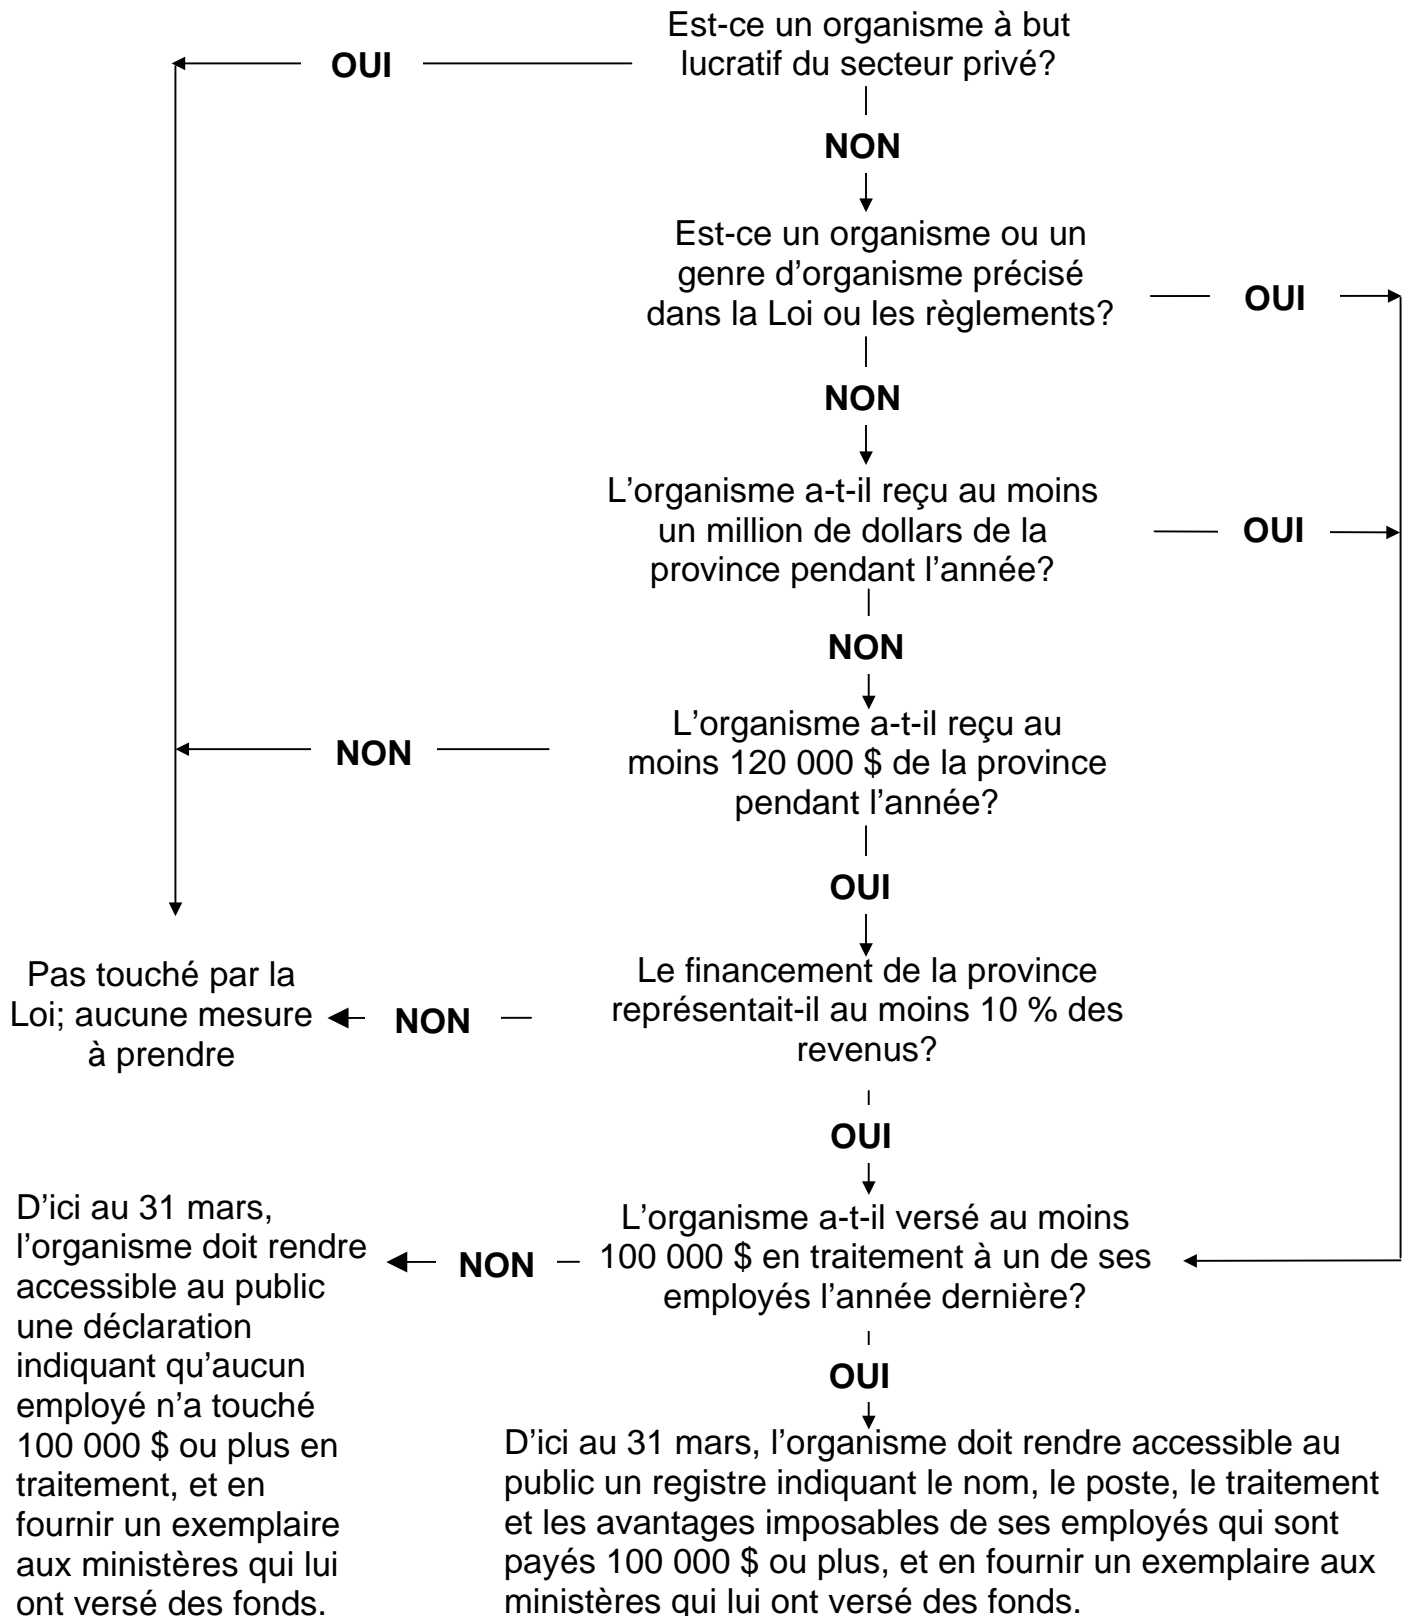 Est-ce un organisme à but
lucratif du secteur privé?
OUI
NON
Est-ce un organisme ou un
genre d’organisme précisé
dans la Loi ou les règlements?
OUI
NON
L’organisme a-t-il reçu au moins
un million de dollars de la
province pendant l’année?
OUI
NON
L’organisme a-t-il reçu au
moins 120 000 $ de la province
pendant l’année?
NON
OUI
Le financement de la province
représentait-il au moins 10 % des
revenus?
NON
Pas touché par la
Loi; aucune mesure
à prendre
OUI
L’organisme a-t-il versé au moins
100 000 $ en traitement à un de ses
employés l’année dernière?
NON
D’ici au 31 mars,
l’organisme doit rendre
accessible au public
une déclaration
indiquant qu’aucun
employé n’a touché
100 000 $ ou plus en
traitement, et en
fournir un exemplaire
aux ministères qui lui
ont versé des fonds.
OUI
D’ici au 31 mars, l’organisme doit rendre accessible au
public un registre indiquant le nom, le poste, le traitement
et les avantages imposables de ses employés qui sont
payés 100 000 $ ou plus, et en fournir un exemplaire aux
ministères qui lui ont versé des fonds.